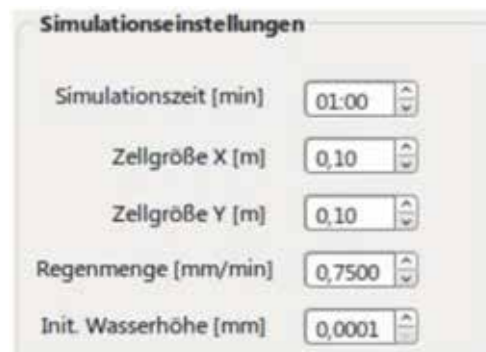 Simulationseinstellungen
Simulationszeit [min] 01:00
Zellgröße X [m] 0,10
Zellgröße Y [m] 0,10
Regenmenge [mm/min] 0,7500
Init. Wasserhöhe [mm] 0,0001